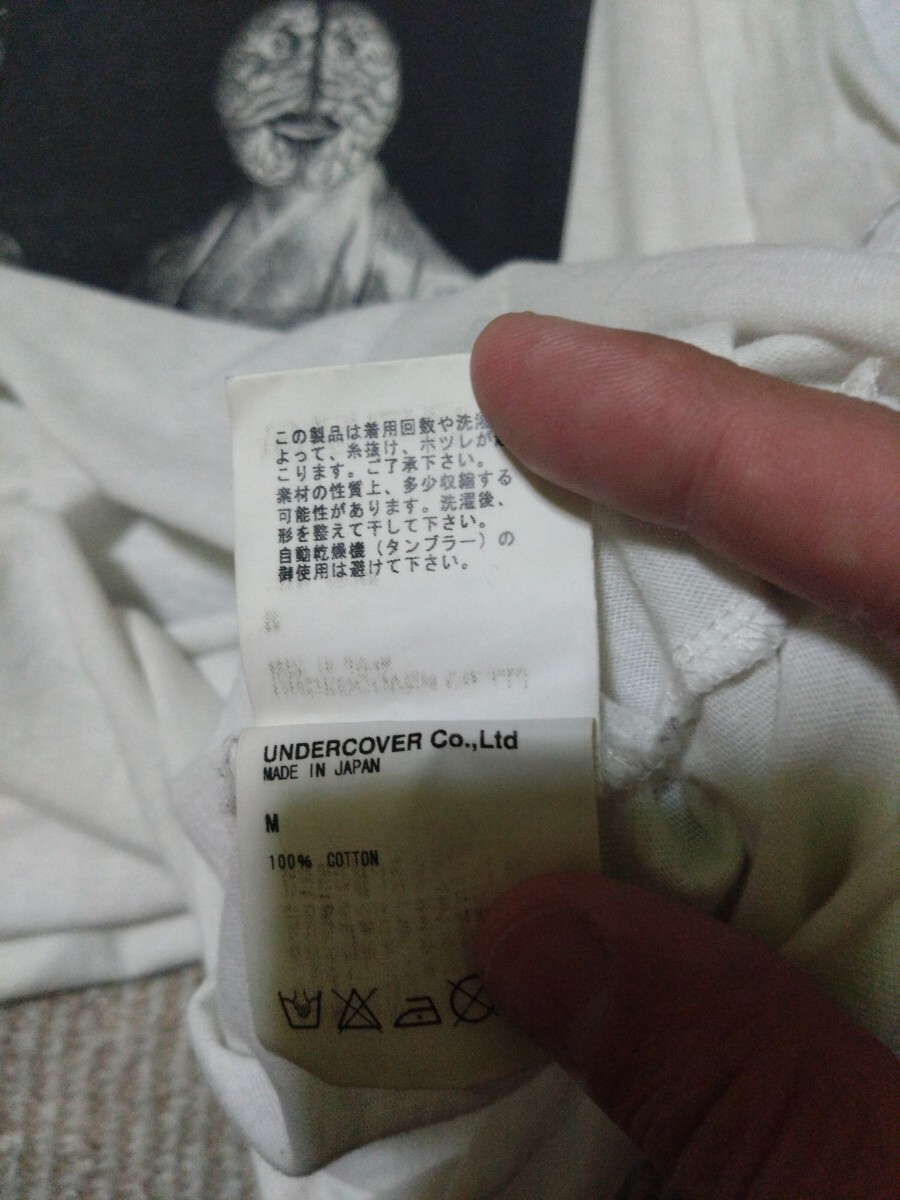 この製品は着用回数や洗濯
よって、糸抜け、ホツレが
こります。ご了承下さい。
素材の性質上、多少収縮する
可能性があります。洗濯後、
形を整えて干して下さい。
自動乾燥機（タンブラー）の
御使用は避けて下さい。
UNDERCOVER Co.,Ltd
MADE IN JAPAN
M
100% COTTON